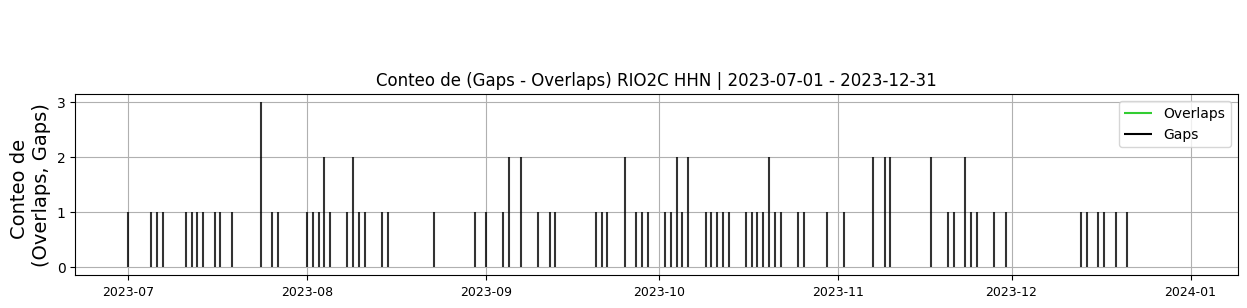 Conteo de (Gaps - Overlaps) RIO2C HHN | 2023-07-01 - 2023-12-31
Conteo de
(Overlaps, Gaps)
3
2
1
0
Overlaps
Gaps
2023-07
2023-08
2023-09
2023-10
2023-11
2023-12
2024-01